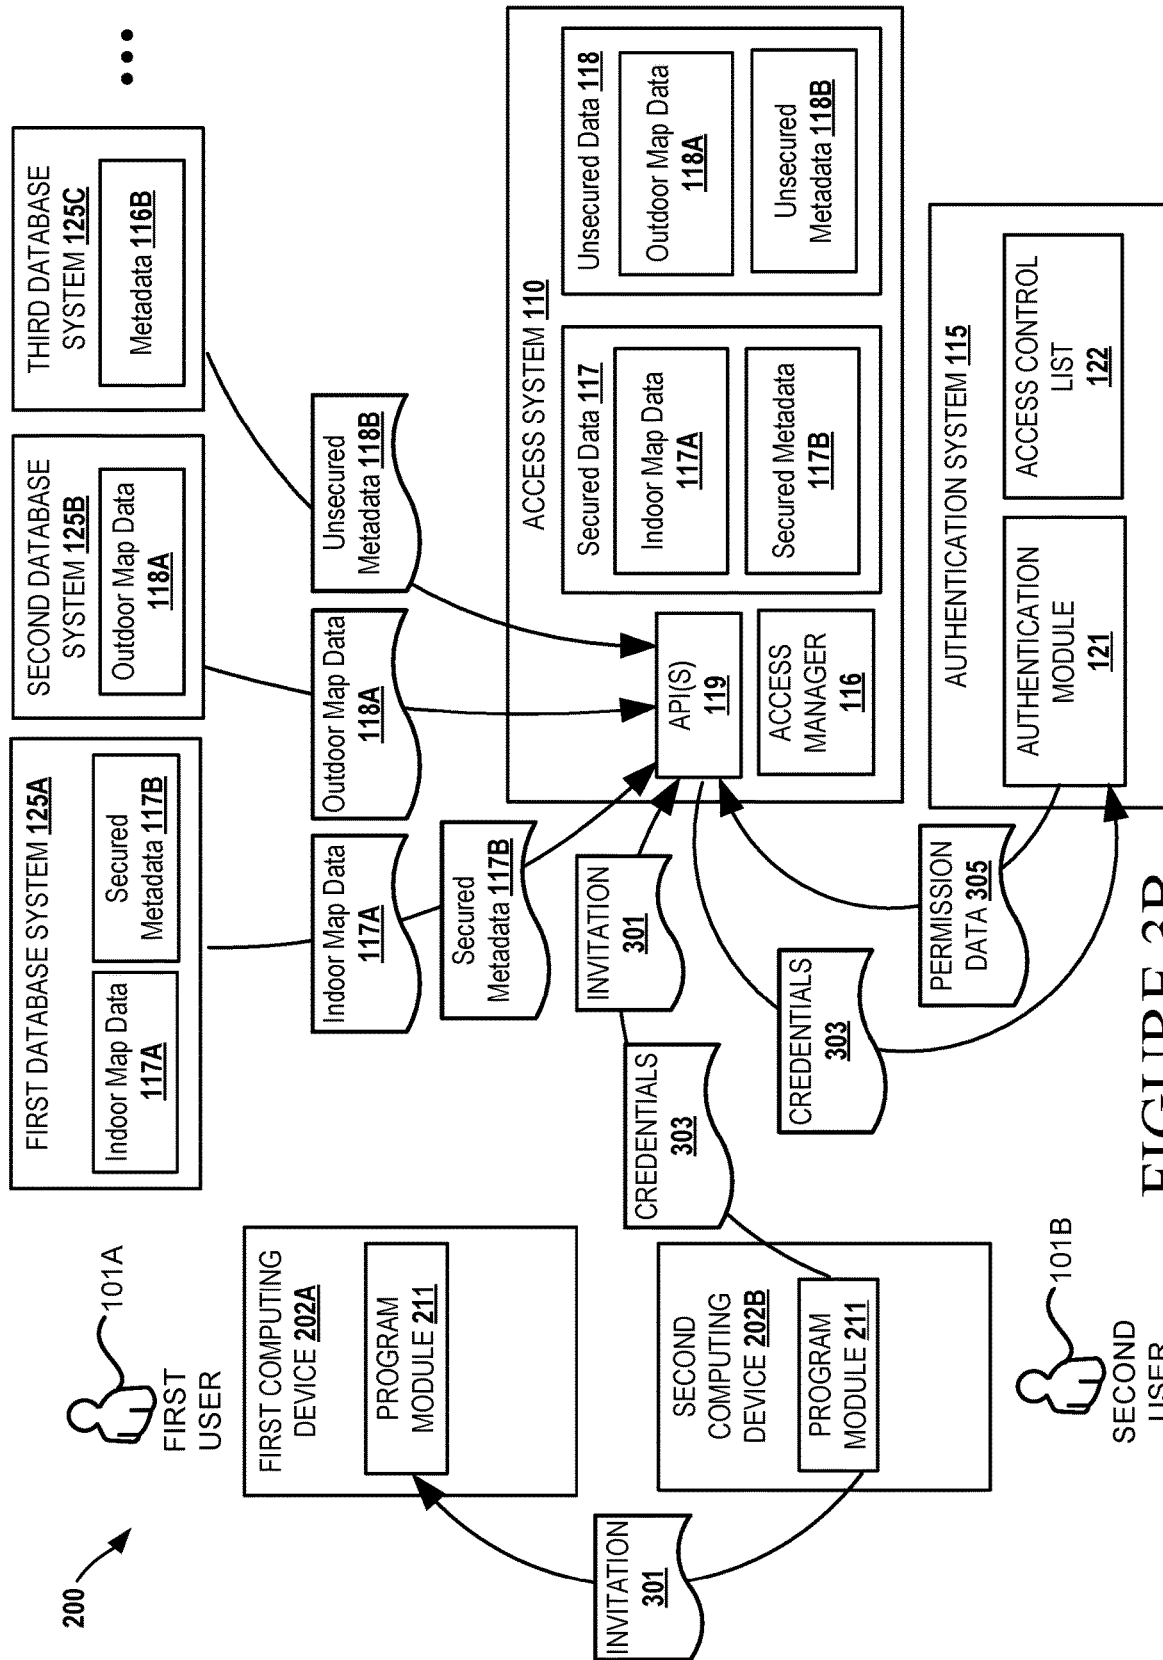 200
101A
FIRST
USER
FIRST COMPUTING
DEVICE 202A
PROGRAM
MODULE 211
INVITATION
301
SECOND
COMPUTING
DEVICE 202B
PROGRAM
MODULE 211
101B
SECOND
USER
FIRST DATABASE SYSTEM 125A
Indoor Map Data
117A
Secured
Metadata 117B
SECOND DATABASE
SYSTEM 125B
Outdoor Map Data
118A
THIRD DATABASE
SYSTEM 125C
Metadata 116B
Indoor Map Data
117A
Outdoor Map Data
118A
Unsecured
Metadata 118B
Secured
Metadata 117B
INVITATION
301
CREDENTIALS
303
CREDENTIALS
303
PERMISSION
DATA 305
ACCESS SYSTEM 110
API(S)
119
ACCESS
MANAGER
116
Secured Data 117
Indoor Map Data
117A
Secured Metadata
117B
Unsecured Data 118
Outdoor Map Data
118A
Unsecured
Metadata 118B
AUTHENTICATION SYSTEM 115
AUTHENTICATION
MODULE
121
ACCESS CONTROL
LIST
122
FIGURE